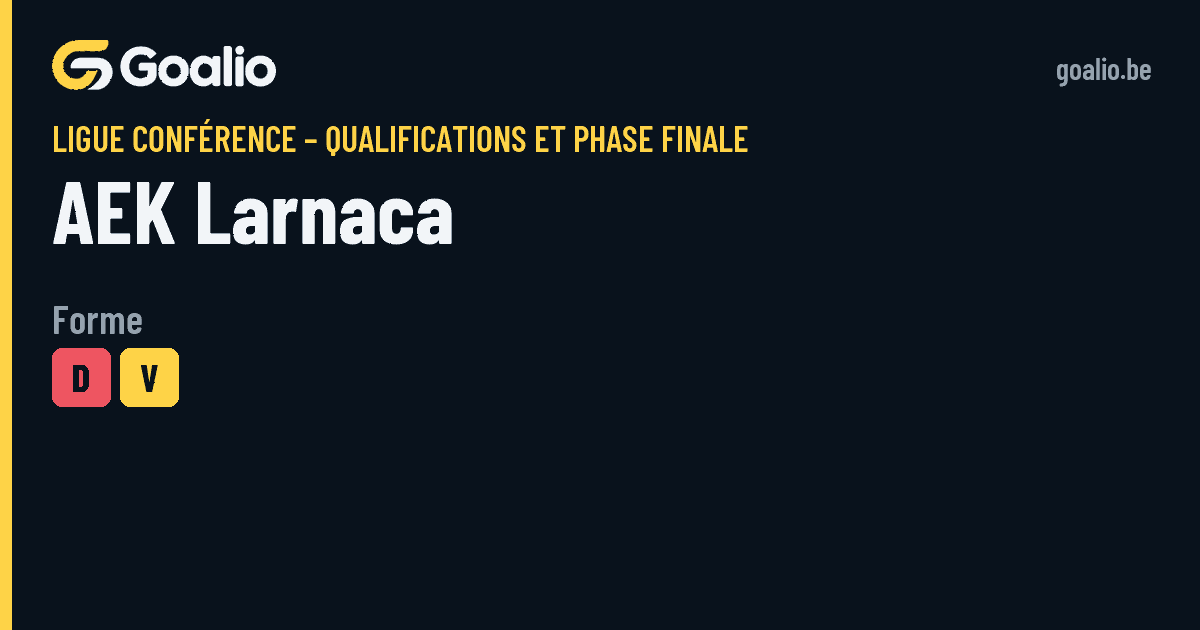 Goalio
goalio.be
LIGUE CONFÉRENCE – QUALIFICATIONS ET PHASE FINALE
AEK Larnaca
Forme
D V